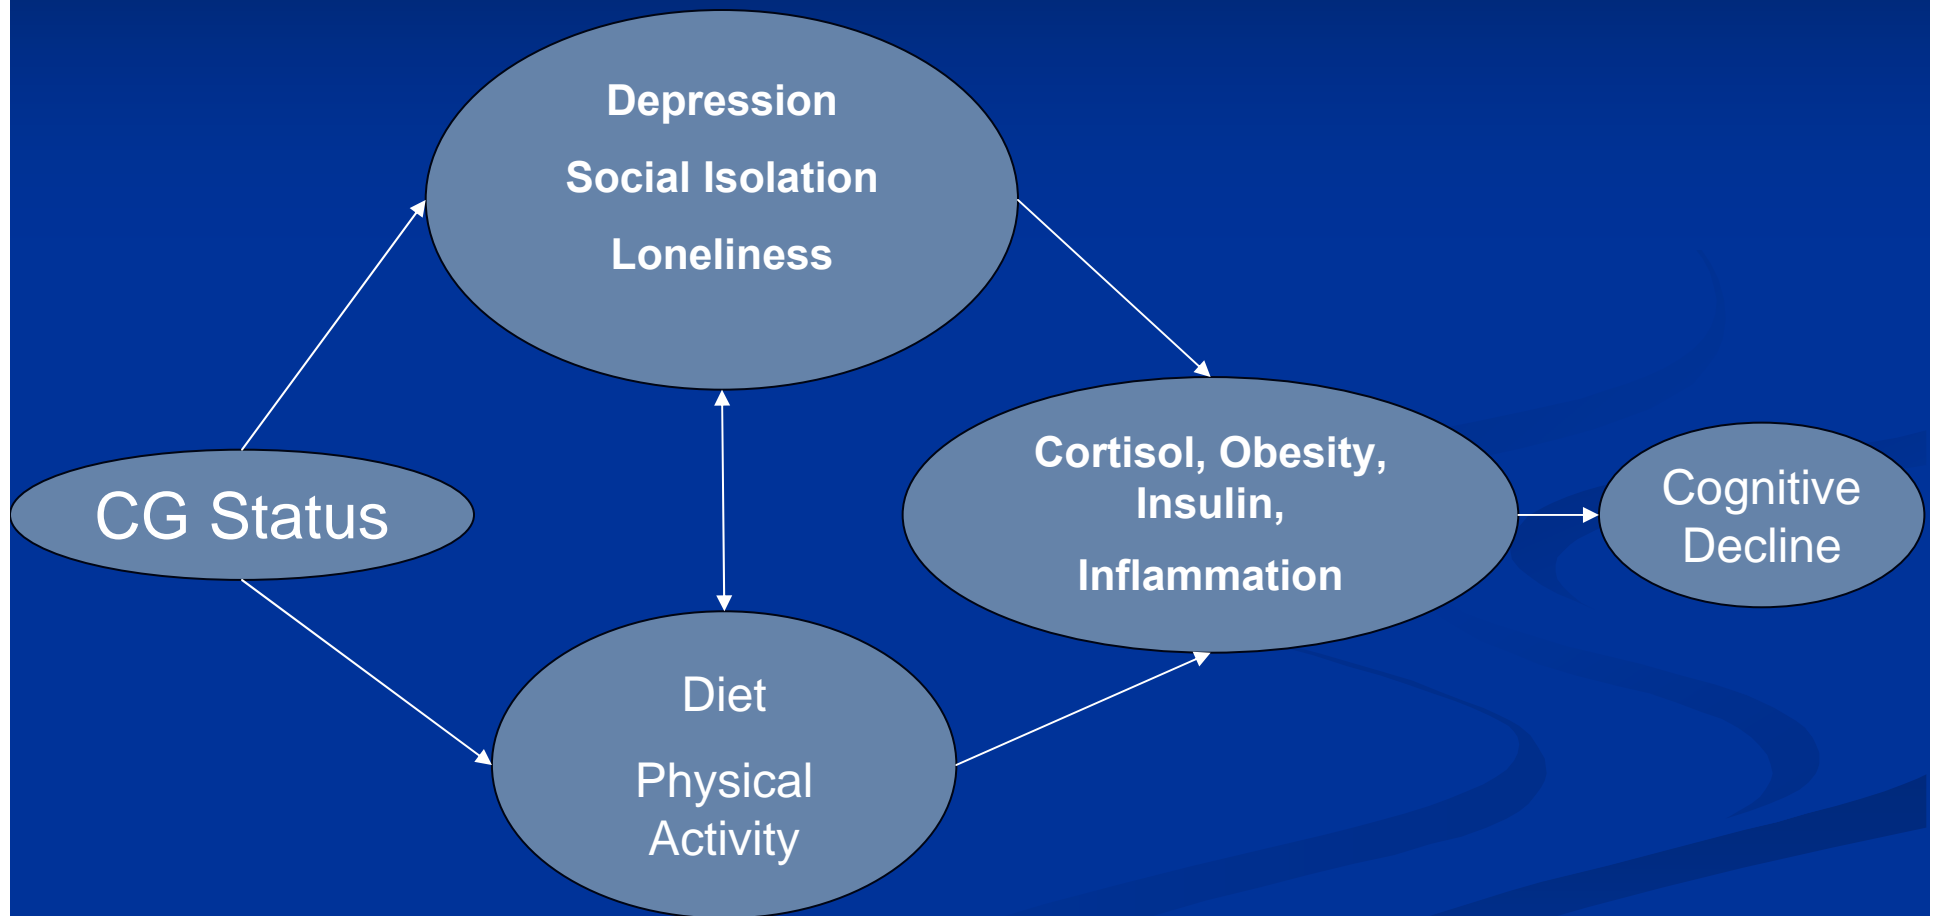 Depression
Social Isolation
Loneliness
CG Status
Cortisol, Obesity,
Insulin,
Inflammation
Cognitive
Decline
Diet
Physical
Activity